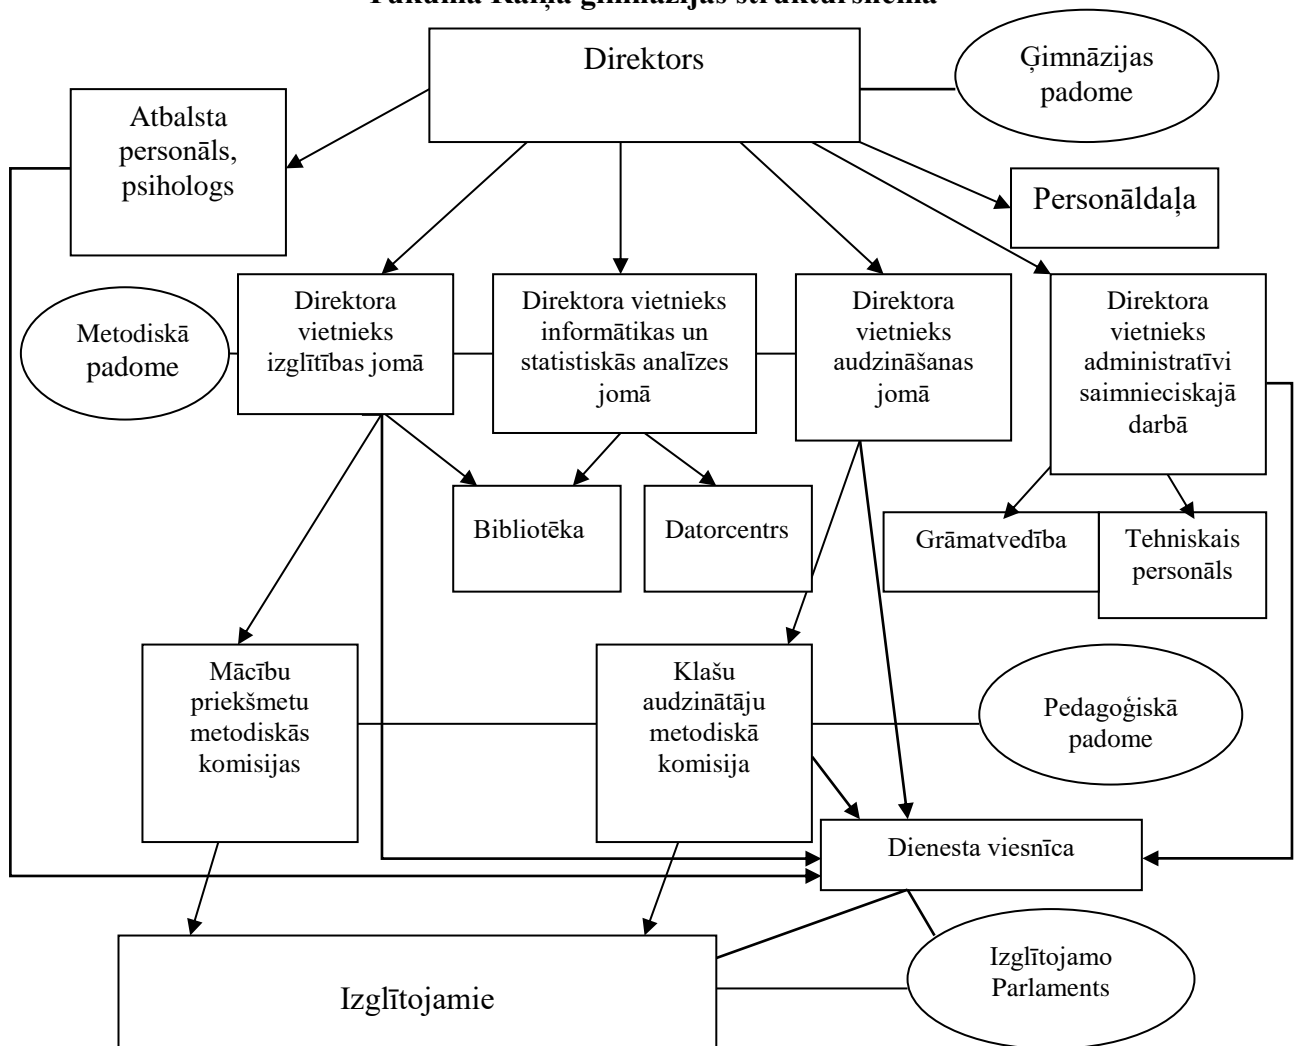 Direktors
Ģimnāzijas
padome
Atbalsta
personāls,
psihologs
Personāldaļa
Metodiskā
padome
Direktora
vietnieks
izglītības jomā
Direktora vietnieks
informātikas un
statistiskās analīzes
jomā
Direktora
vietnieks
audzināšanas
jomā
Direktora
vietnieks
administratīvi
saimnieciskajā
darbā
Bibliotēka
Datorcentrs
Grāmatvedība
Tehniskais
personāls
Mācību
priekšmetu
metodiskās
komisijas
Klašu
audzinātāju
metodiskā
komisija
Pedagoģiskā
padome
Dienesta viesnīca
Izglītojamie
Izglītojamo
Parlaments